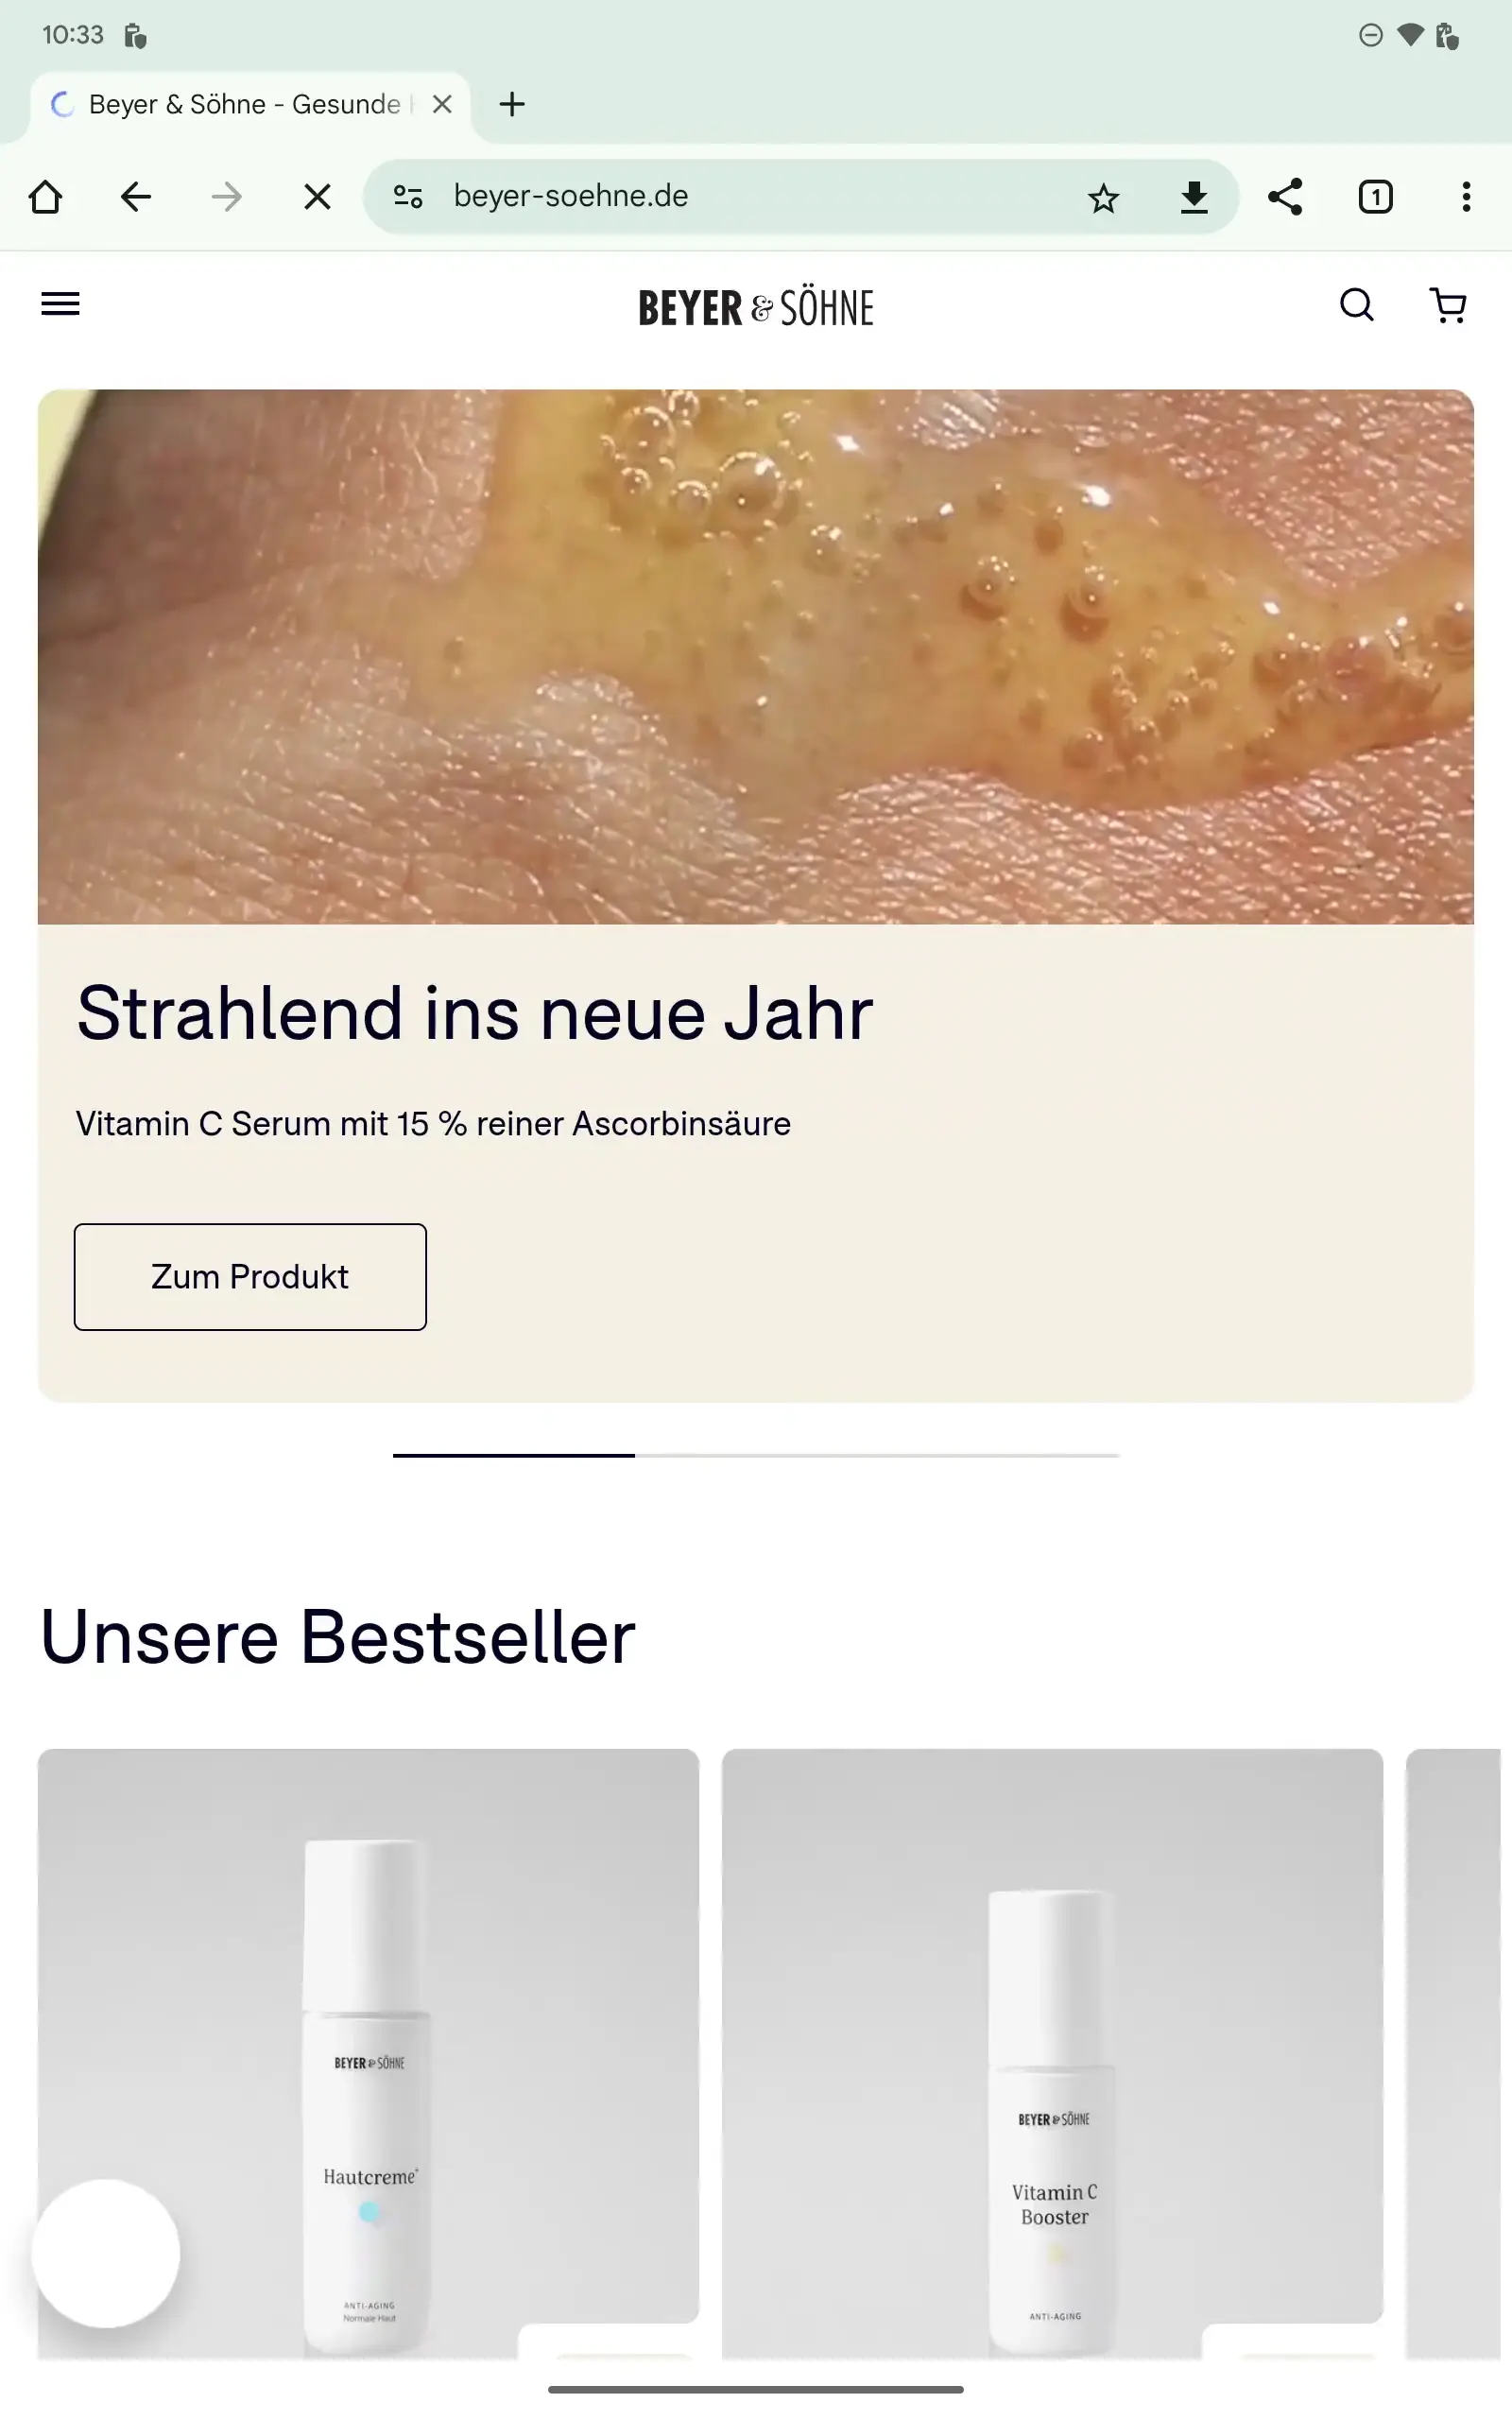 10:33
Beyer & Söhne - Gesunde
beyer-soehne.de
1
BEYER & SÖHNE
Strahlend ins neue Jahr
Vitamin C Serum mit 15 % reiner Ascorbinsäure
Zum Produkt
Unsere Bestseller
BEYER & SÖHNE
Hautcreme+
ANTI-AGING
Normale Haut
BEYER & SÖHNE
Vitamin C
Booster
ANTI-AGING